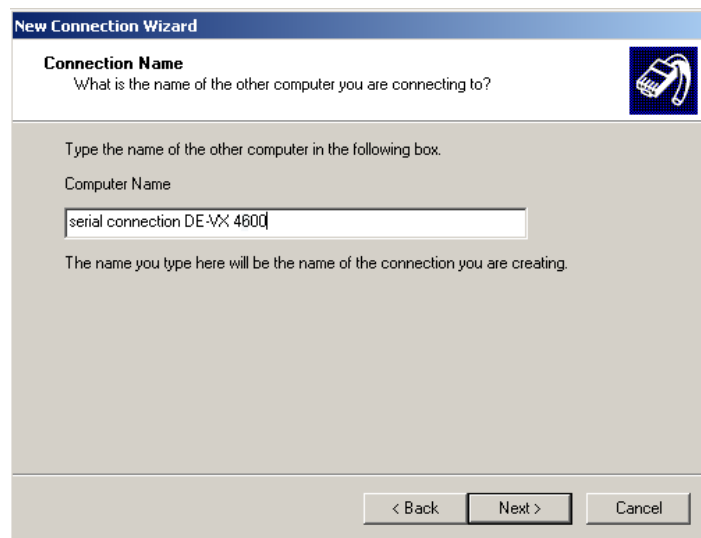 New Connection Wizard
Connection Name
What is the name of the other computer you are connecting to?
Type the name of the other computer in the following box.
Computer Name
serial connection DE-VX 4600
The name you type here will be the name of the connection you are creating.
< Back
Next >
Cancel